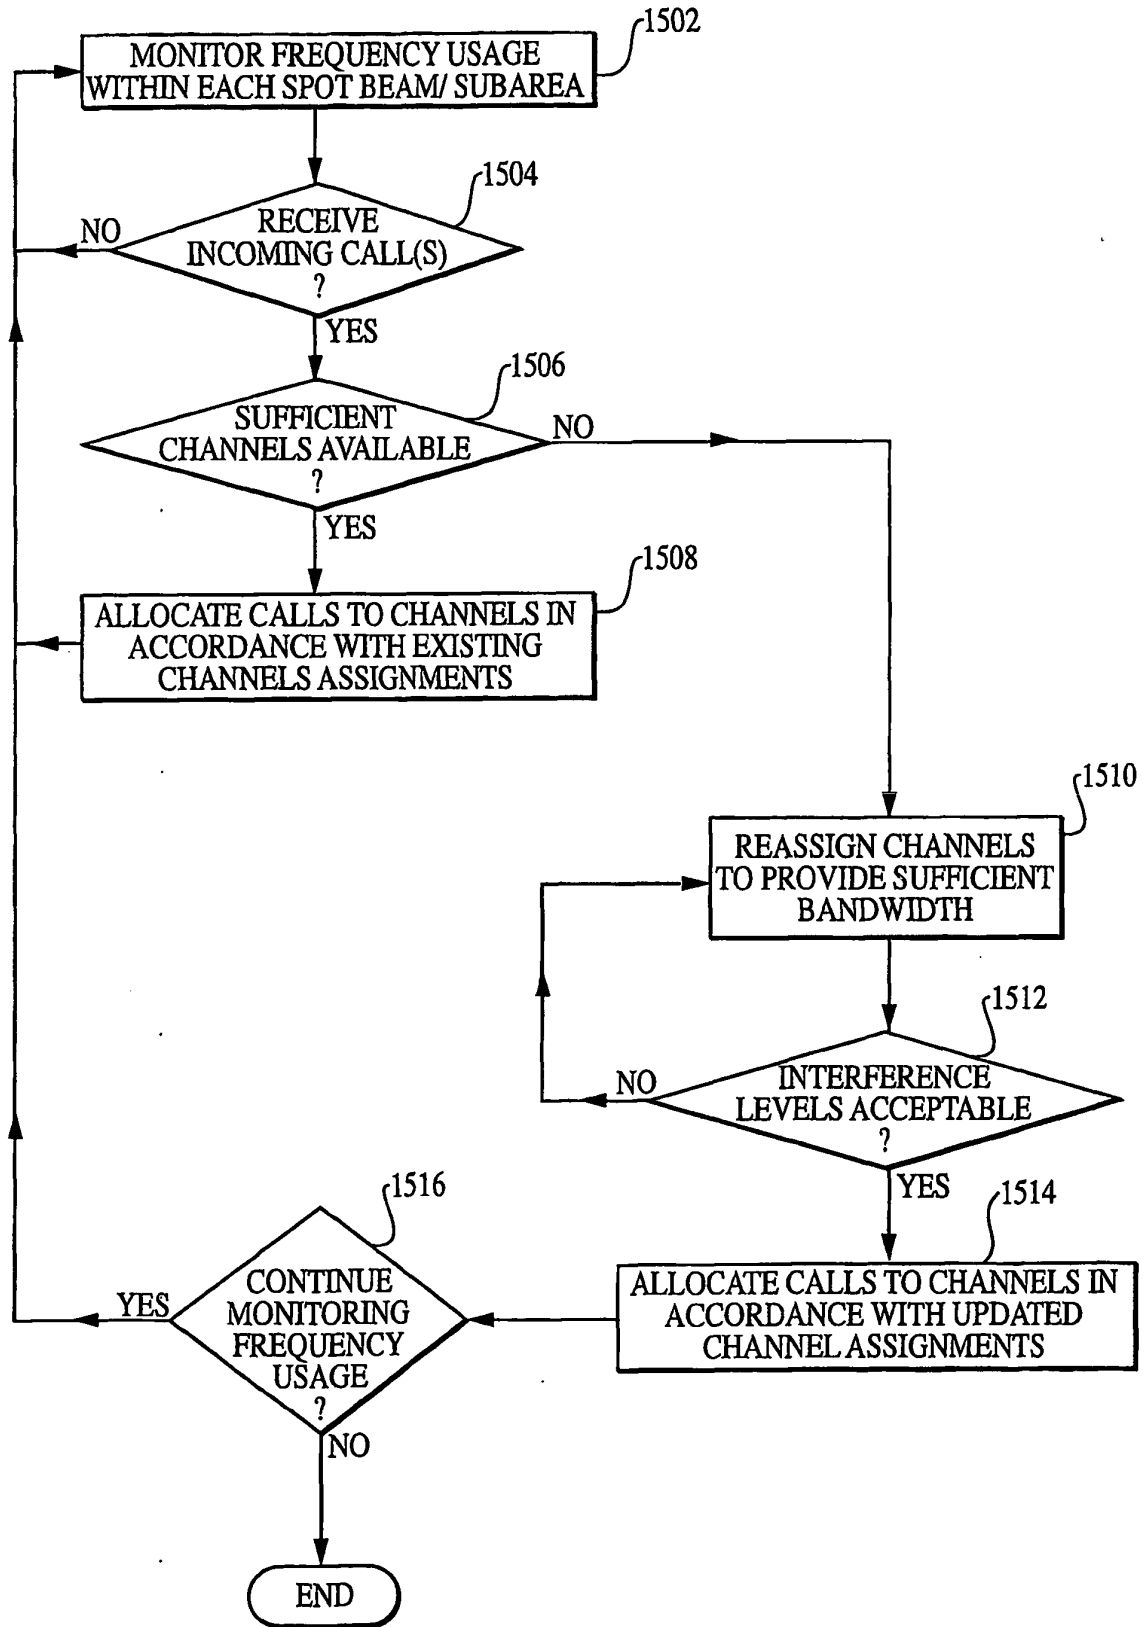 1502
MONITOR FREQUENCY USAGE
WITHIN EACH SPOT BEAM/ SUBAREA
1504
RECEIVE
INCOMING CALL(S)
?
NO
YES
1506
SUFFICIENT
CHANNELS AVAILABLE
?
NO
YES
1508
ALLOCATE CALLS TO CHANNELS IN
ACCORDANCE WITH EXISTING
CHANNELS ASSIGNMENTS
1510
REASSIGN CHANNELS
TO PROVIDE SUFFICIENT
BANDWIDTH
1512
INTERFERENCE
LEVELS ACCEPTABLE
?
NO
YES
1514
ALLOCATE CALLS TO CHANNELS IN
ACCORDANCE WITH UPDATED
CHANNEL ASSIGNMENTS
1516
CONTINUE
MONITORING
FREQUENCY
USAGE
?
YES
NO
END